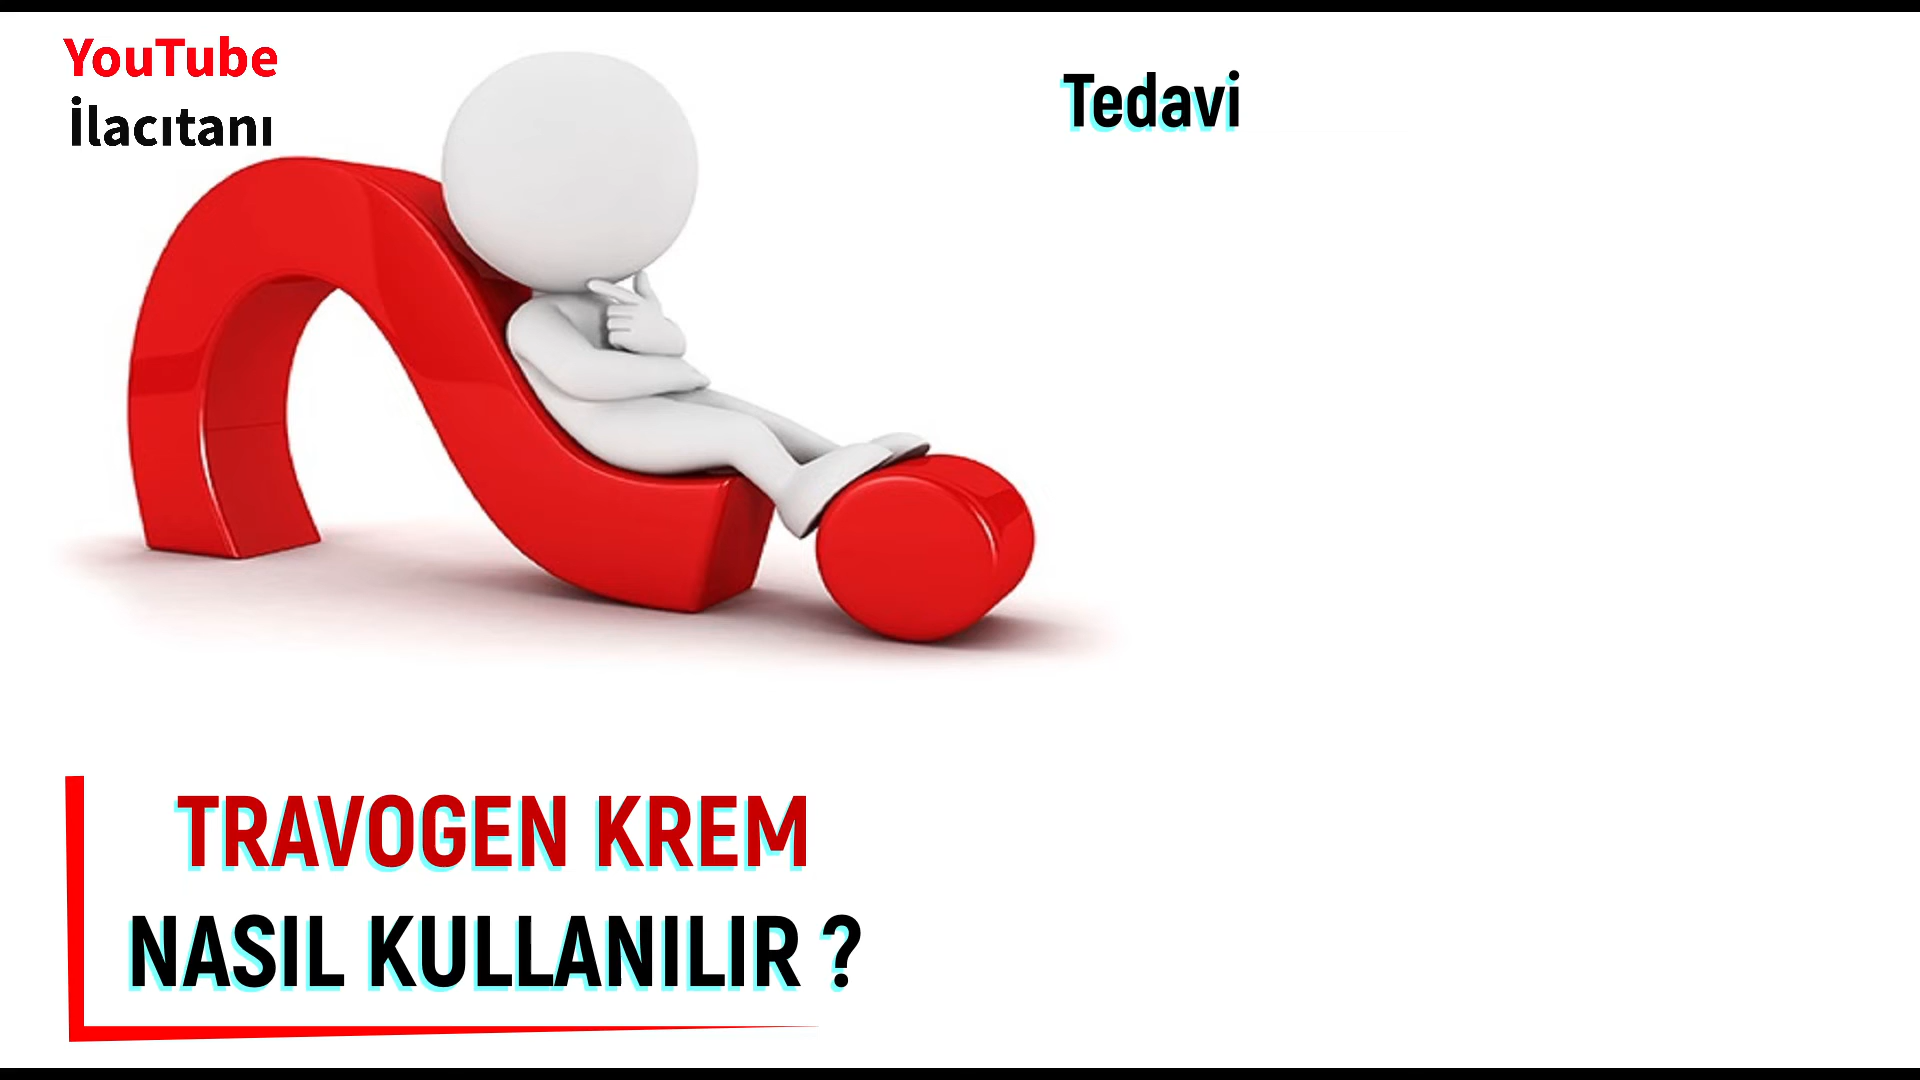 YouTube
İlacıtanı
Tedavi
TRAVOGEN KREM
NASIL KULLANILIR ?